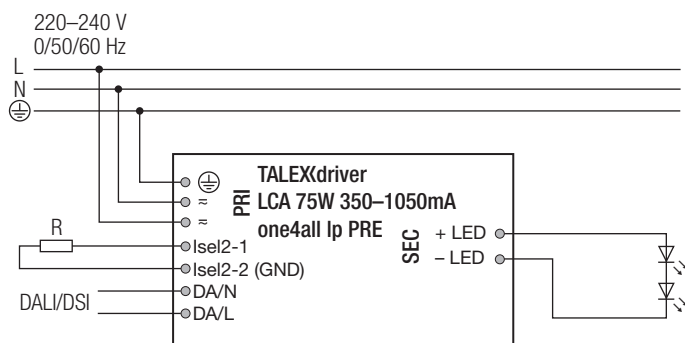 220–240 V
0/50/60 Hz
L
N
TALEXXdriver
LCA 75W 350–1050mA
one4all lp PRE
PRI
≂
≂
R
Isel2-1
Isel2-2 (GND)
DALI/DSI
DA/N
DA/L
SEC
+ LED
– LED